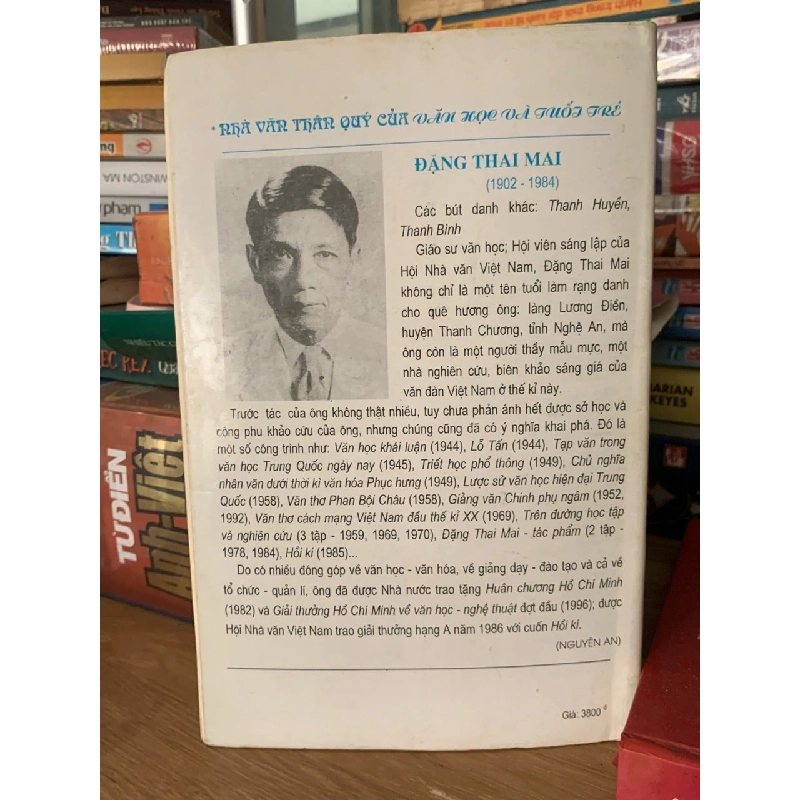 NHÀ VĂN THÂN QUÝ CỦA VĂN HỌC VÀ TUỔI TRẺ
ĐẶNG THAI MAI
(1902 - 1984)
Các bút danh khác: Thanh Huyền,
Thanh Bình
Giáo sư văn học; Hội viên sáng lập của
Hội Nhà văn Việt Nam, Đặng Thai Mai
không chỉ là một tên tuổi làm rạng danh
cho quê hương ông: làng Lương Điền,
huyện Thanh Chương, tỉnh Nghệ An, mà
ông còn là một người thầy mẫu mực, một
nhà nghiên cứu, biên khảo sáng giá của
văn đàn Việt Nam ở thế kỉ này.
Trước tác của ông không thật nhiều, tuy chưa phản ánh hết được sở học và
công phu khảo cứu của ông, nhưng chúng cũng đã có ý nghĩa khai phá. Đó là
một số công trình như: Văn học khái luận (1944), Lỗ Tấn (1944), Tạp văn trong
văn học Trung Quốc ngày nay (1945), Triết học phổ thông (1949), Chủ nghĩa
nhân văn dưới thời kì văn hóa Phục hưng (1949), Lược sử văn học hiện đại Trung
Quốc (1958), Văn thơ Phan Bội Châu (1958), Giảng văn Chinh phụ ngâm (1952,
1992), Văn thơ cách mạng Việt Nam đầu thế kỉ XX (1969), Trên đường học tập
và nghiên cứu (3 tập - 1959, 1969, 1970), Đặng Thai Mai - tác phẩm (2 tập -
1978, 1984), Hồi kí (1985)...
Do có nhiều đóng góp về văn học - văn hóa, về giảng dạy - đào tạo và cả về
tổ chức - quản lí, ông đã được Nhà nước trao tặng Huân chương Hồ Chí Minh
(1982) và Giải thưởng Hồ Chí Minh về văn học - nghệ thuật đợt đầu (1996); được
Hội Nhà văn Việt Nam trao giải thưởng hạng A năm 1986 với cuốn Hồi kí.
(NGUYỄN AN)
Giá: 3800đ
TỪ ĐIỂN
Anh-Việt
WINSTON
MA
NHSC
ARIAN
KEYES